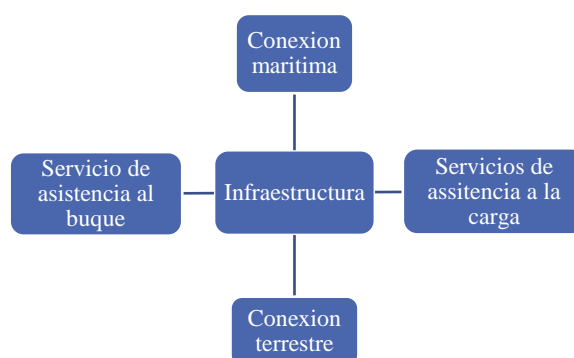 Conexion
maritima
Servicio de
asistencia al
buque
Infraestructura
Servicios de
assitencia a la
carga
Conexion
terrestre